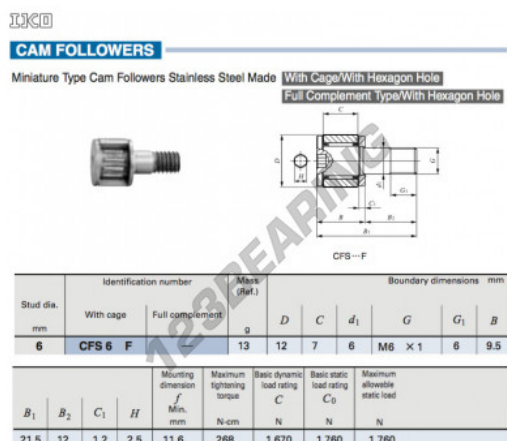 IKO
CAM FOLLOWERS
Miniature Type Cam Followers Stainless Steel Made With Cage/With Hexagon Hole
Full Complement Type/With Hexagon Hole
C
D
H
d1
G
G1
C1
B
B2
B1
CFS···F
123BEARING
Stud dia.
mm
Identification number
With cage
Full complement
Mass
(Ref.)
g
Boundary dimensions mm
D C d1 G G1 B
6 CFS 6 F — 13 12 7 6 M6 ×1 6 9.5
B1 B2 C1 H
Mounting
dimension
f
Min.
mm
Maximum
tightening
torque
N-cm
Basic dynamic
load rating
C
N
Basic static
load rating
C0
N
Maximum
allowable
static load
N
21.5 12 1.2 2.5 11.6 268 1 670 1 760 1 760